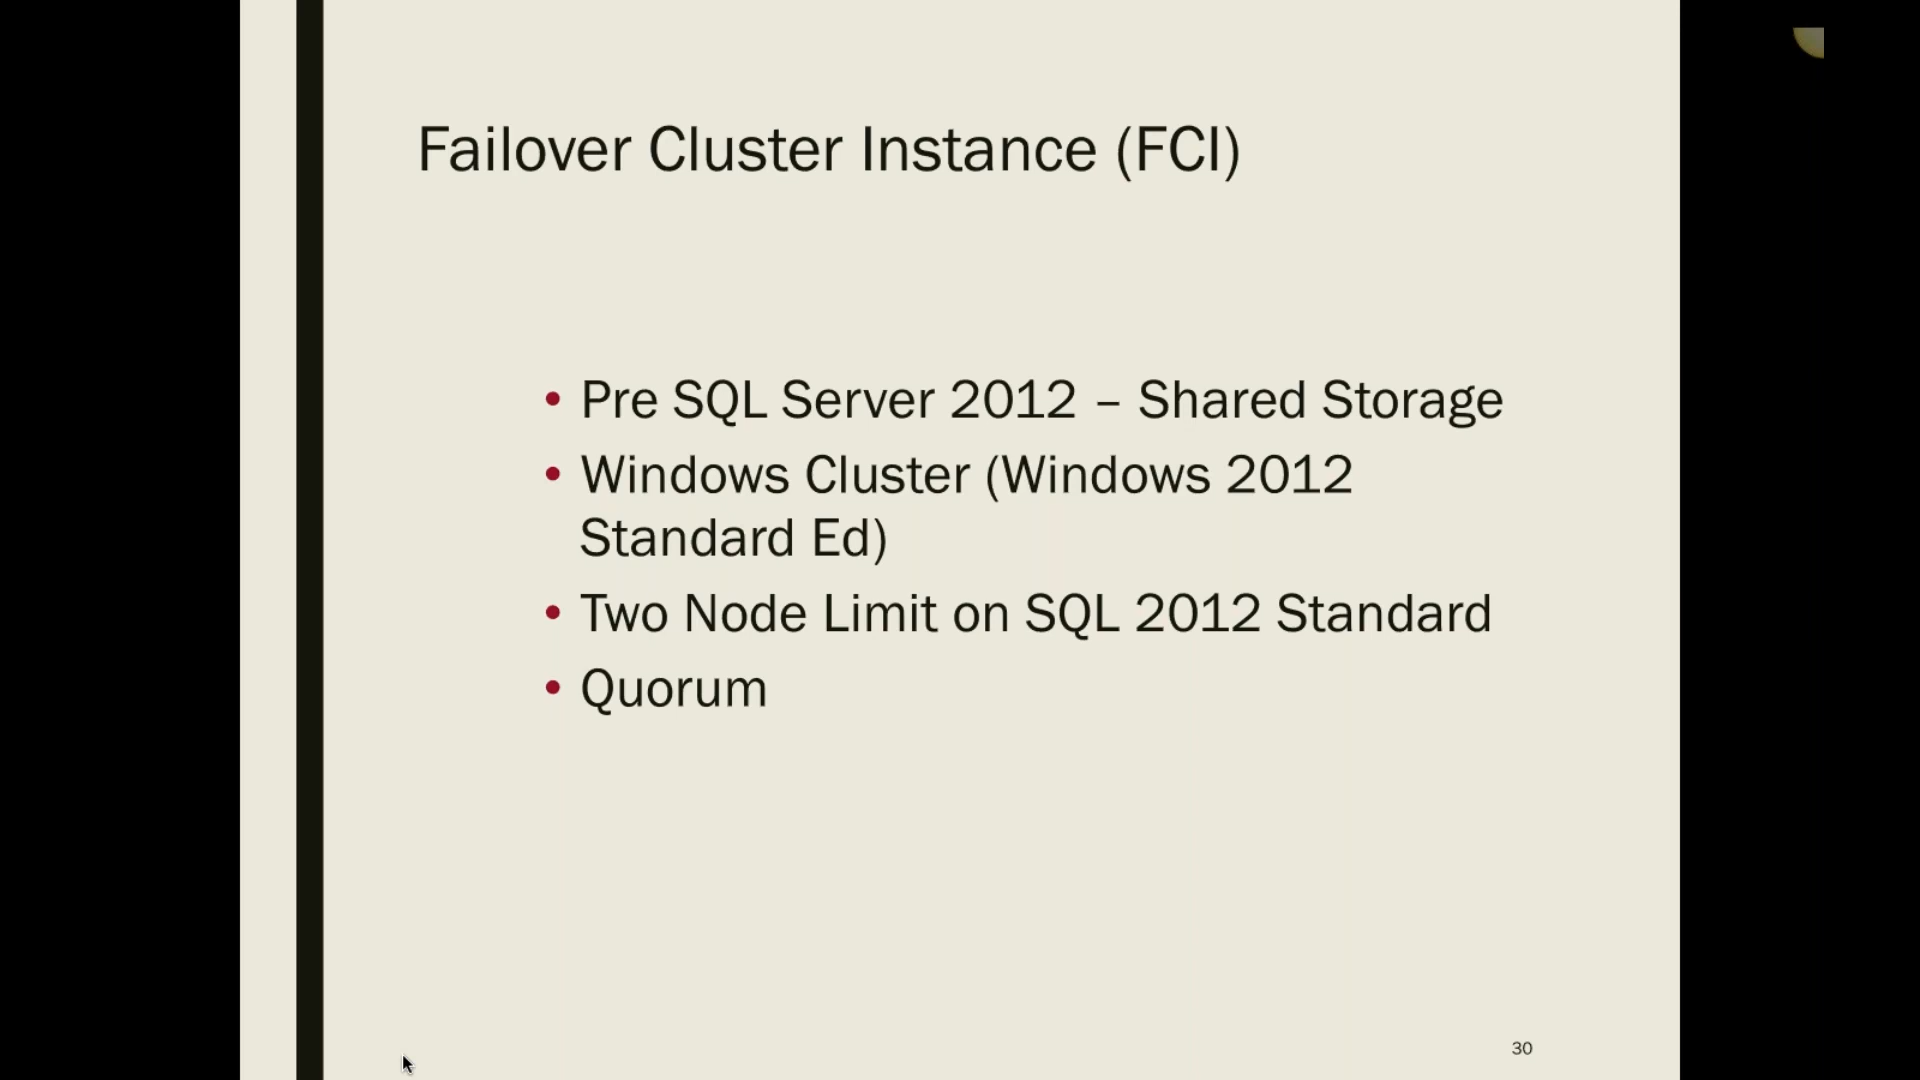 Failover Cluster Instance (FCI)
• Pre SQL Server 2012 – Shared Storage
• Windows Cluster (Windows 2012
Standard Ed)
• Two Node Limit on SQL 2012 Standard
• Quorum
30